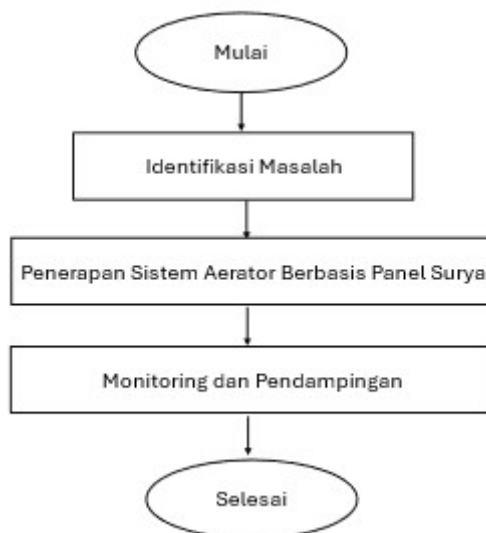 Mulai
Identifikasi Masalah
Penerapan Sistem Aerator Berbasis Panel Surya
Monitoring dan Pendampingan
Selesai